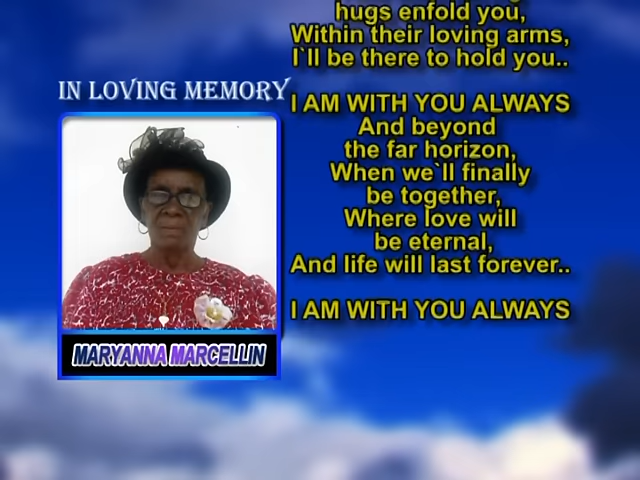 hugs enfold you,
Within their loving arms,
I`ll be there to hold you..
IN LOVING MEMORY
I AM WITH YOU ALWAYS
And beyond
the far horizon,
When we`ll finally
be together,
Where love will
be eternal,
And life will last forever..
I AM WITH YOU ALWAYS
MARYANNA MARCELLIN